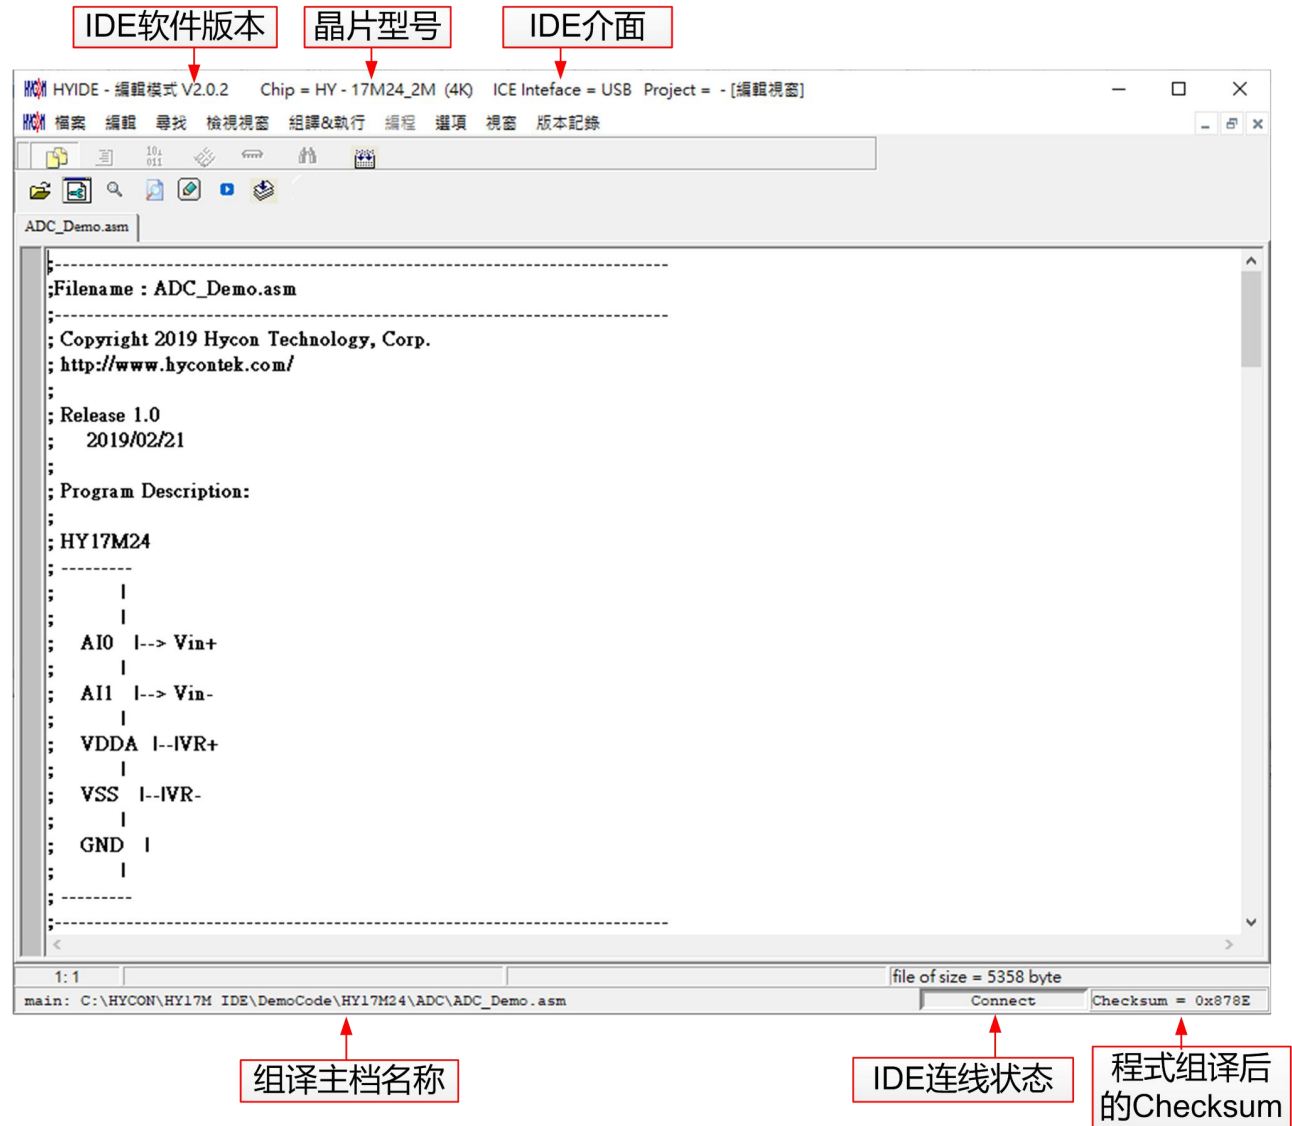 IDE软件版本 晶片型号 IDE介面
HYCON HYIDE - 編輯模式 V2.0.2 Chip = HY - 17M24_2M (4K) ICE Inteface = USB Project = - [編輯視窗]
HYCON 檔案 編輯 尋找 檢視視窗 組譯&執行 編程 選項 視窗 版本記錄
ADC_Demo.asm
;-----------------------------------------------------------------------------
;Filename : ADC_Demo.asm
;-----------------------------------------------------------------------------
; Copyright 2019 Hycon Technology, Corp.
; http://www.hycontek.com/
;
; Release 1.0
; 2019/02/21
;
; Program Description:
;
; HY17M24
; ---------
; |
; |
; AI0 |--> Vin+
; |
; AI1 |--> Vin-
; |
; VDDA |--|VR+
; |
; VSS |--|VR-
; |
; GND |
; |
; ---------
;-----------------------------------------------------------------------------
1: 1 file of size = 5358 byte
main: C:\HYCON\HY17M IDE\DemoCode\HY17M24\ADC\ADC_Demo.asm Connect Checksum = 0x878E
组译主档名称 IDE连线状态 程式组译后
的Checksum